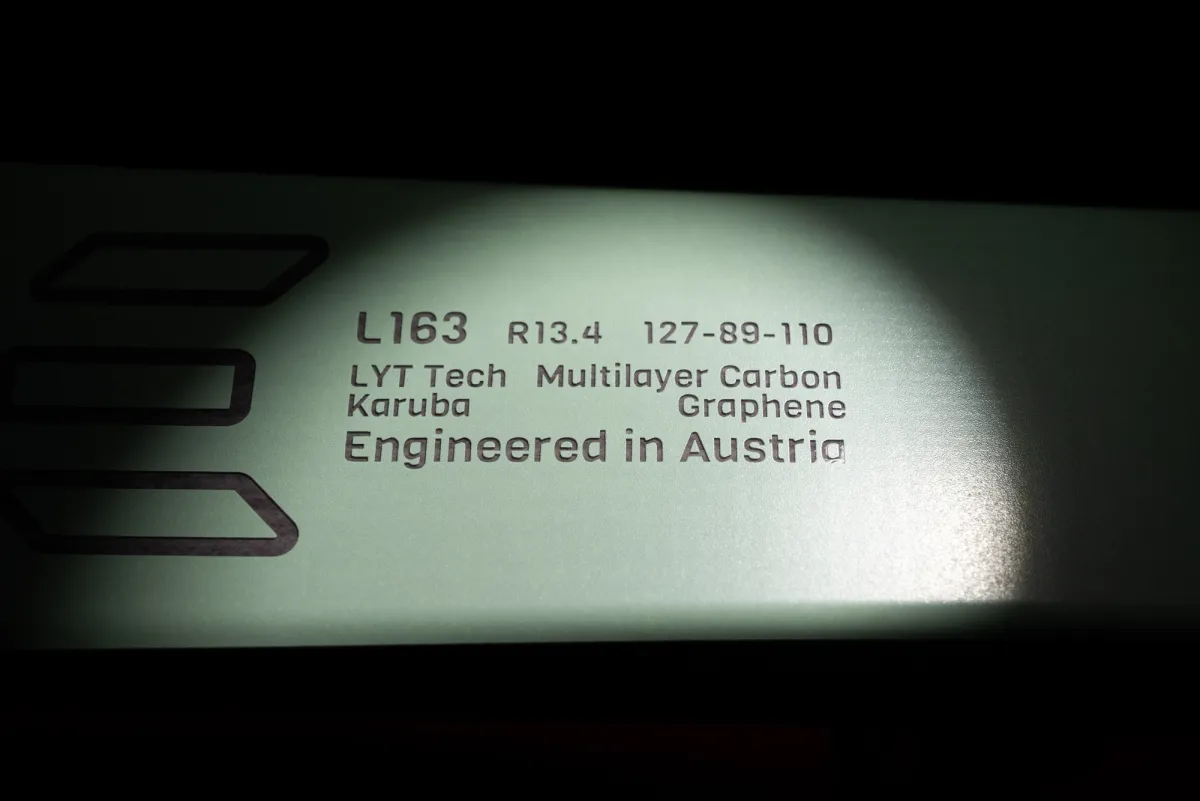 L163 R13.4 127-89-110
LYT Tech Multilayer Carbon
Karuba Graphene
Engineered in Austria